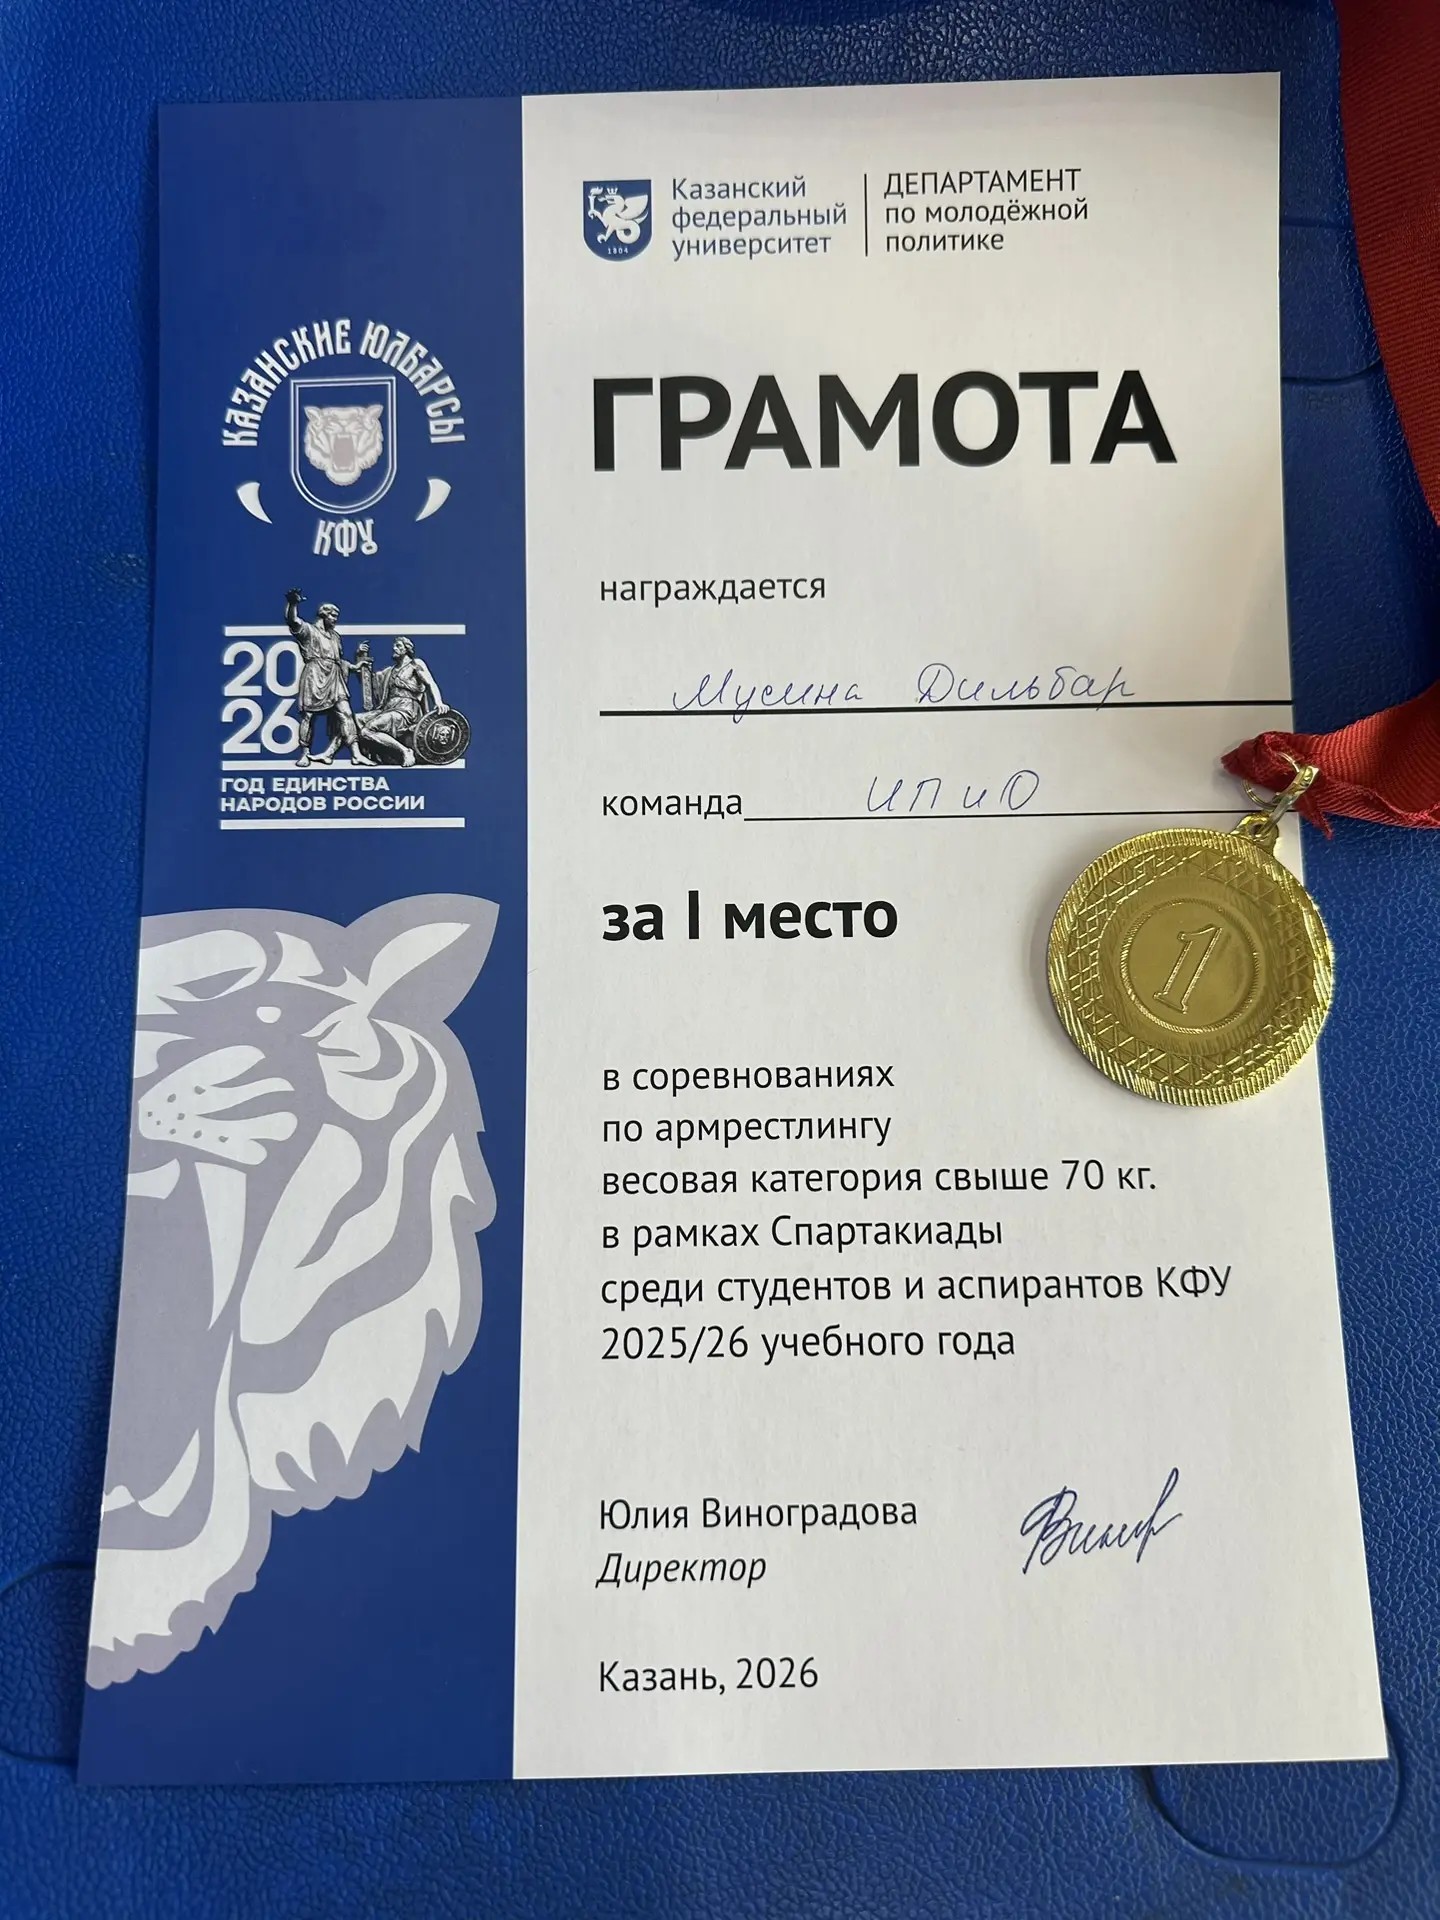 Казанский
федеральный
университет
1804
ДЕПАРТАМЕНТ
по молодёжной
политике
КАЗАНСКИЕ ЮЛБАРСЫ
КФУ
2026
ГОД ЕДИНСТВА
НАРОДОВ РОССИИ
ГРАМОТА
награждается
Мусина Дильбар
команда ИПиО
за I место
1
в соревнованиях
по армрестлингу
весовая категория свыше 70 кг.
в рамках Спартакиады
среди студентов и аспирантов КФУ
2025/26 учебного года
Юлия Виноградова
Директор
Казань, 2026